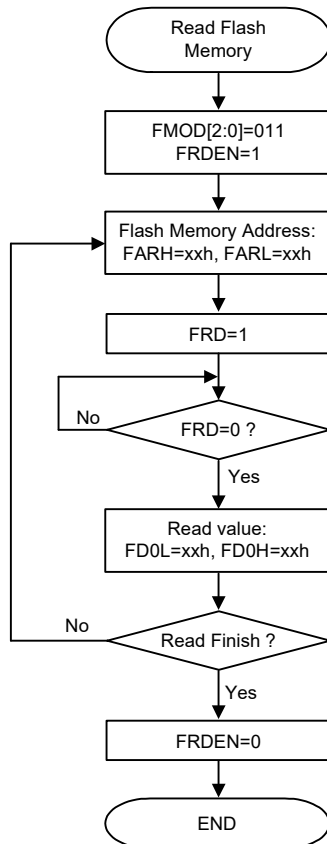 Read Flash
Memory
FMOD[2:0]=011
FRDEN=1
Flash Memory Address:
FARH=xxh, FARL=xxh
FRD=1
No
FRD=0 ?
Yes
Read value:
FD0L=xxh, FD0H=xxh
No
Read Finish ?
Yes
FRDEN=0
END